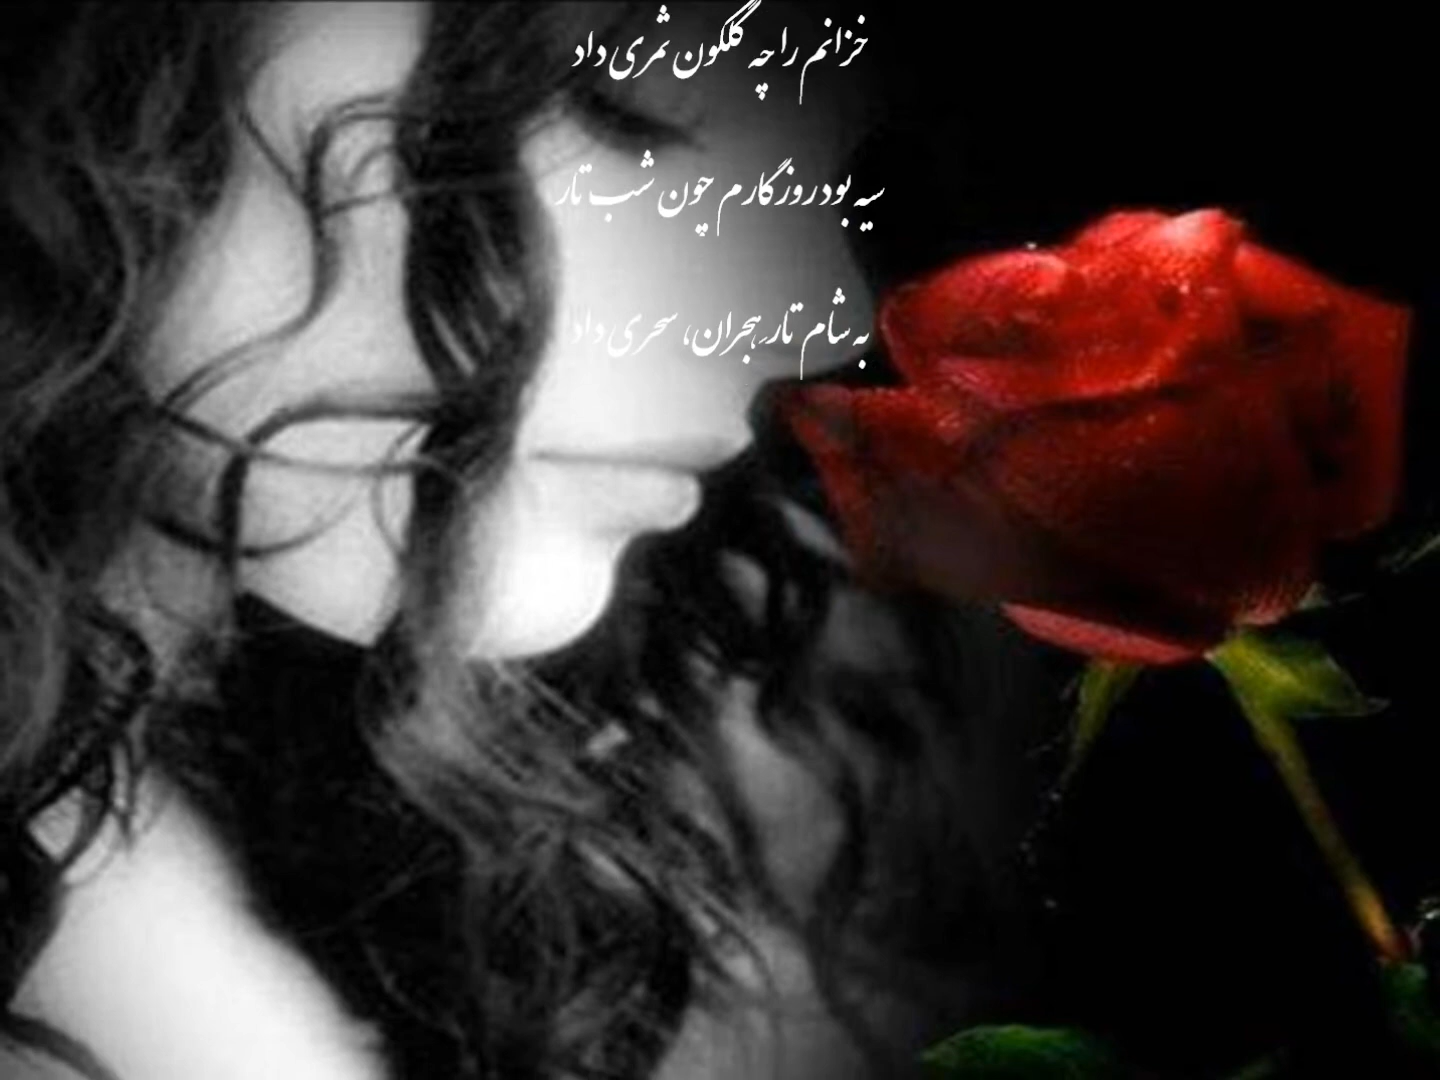 خزانم را چه گلگون ثمری داد
سیه بود روزگارم چون شب تار
به شام تار هجران، سحری داد